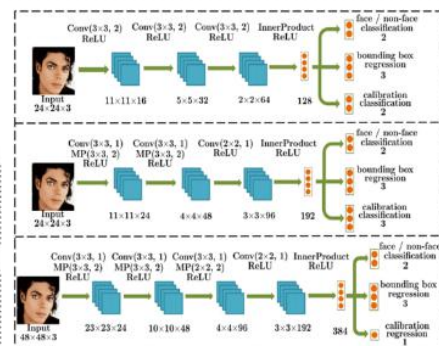 Conv(3×3, 2) Conv(3×3, 2) Conv(3×3, 2) InnerProduct
ReLU ReLU ReLU ReLU
face / non-face
classification
2
bounding box
regression
3
calibration
classification
2
Input
24×24×3
11×11×16
5×5×32
2×2×64
128
Conv(3×3, 1) Conv(3×3, 1) Conv(2×2, 1) InnerProduct
MP(3×3, 2) MP(3×3, 2) ReLU ReLU
ReLU ReLU
face / non-face
classification
2
bounding box
regression
3
calibration
classification
3
Input
24×24×3
11×11×24
4×4×48
3×3×96
192
Conv(3×3, 1) Conv(3×3, 1) Conv(3×3, 1) Conv(2×2, 1) InnerProduct
MP(3×3, 2) MP(3×3, 2) MP(2×2, 2) ReLU ReLU
ReLU ReLU ReLU
face / non-face
classification
2
bounding box
regression
3
calibration
regression
1
Input
48×48×3
23×23×24
10×10×48
4×4×96
3×3×192
384